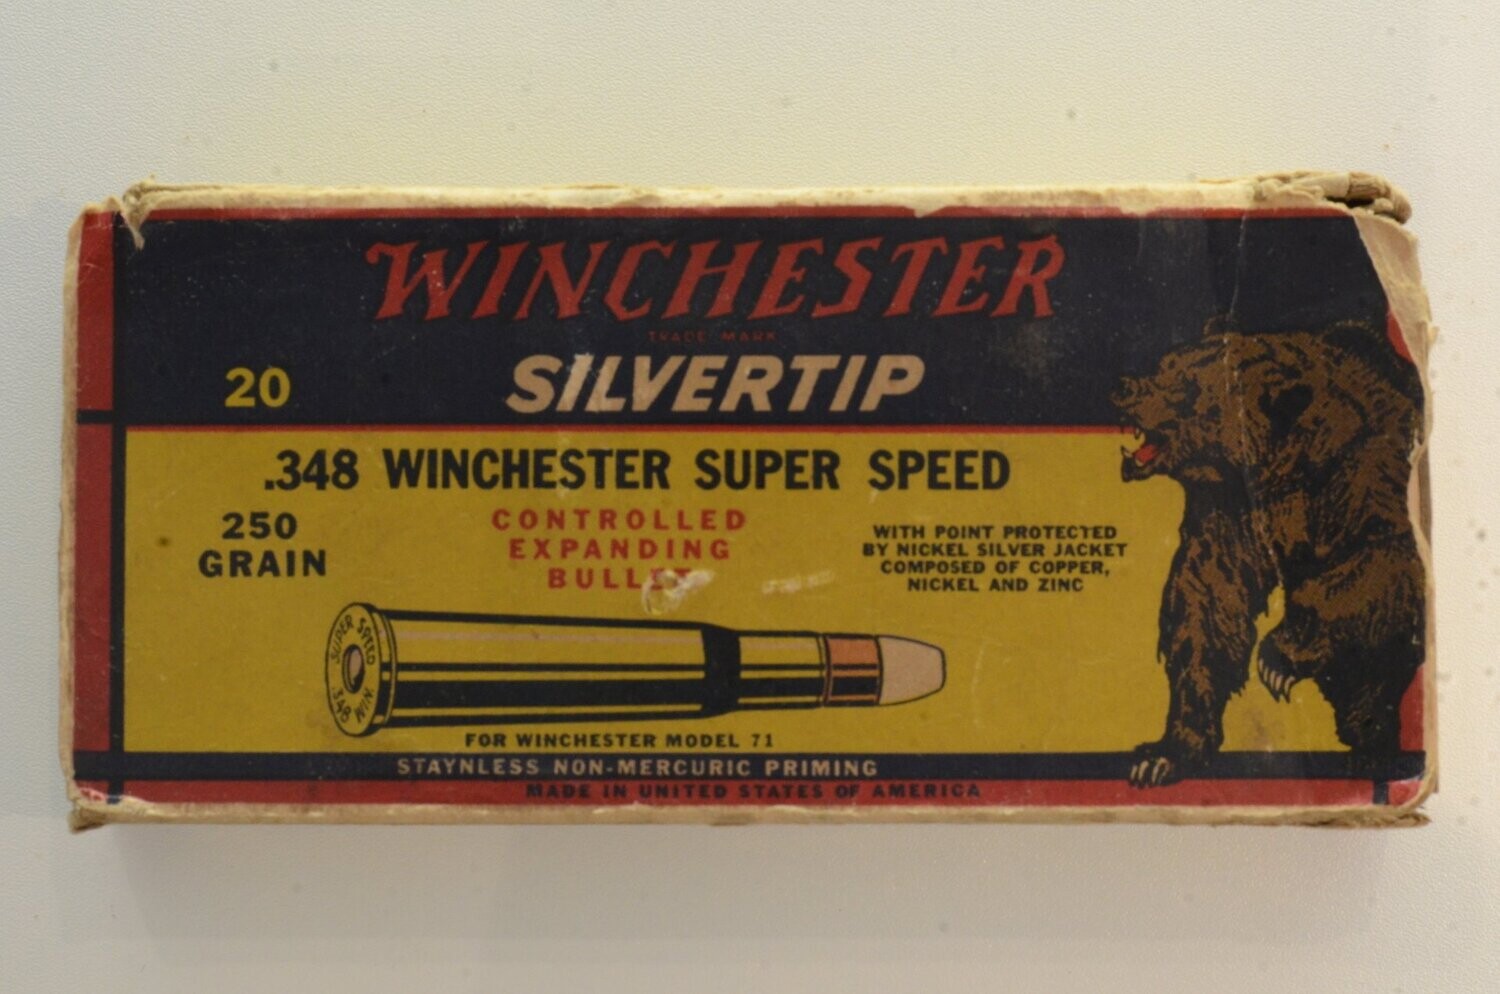 WINCHESTER
TRADE MARK
SILVERTIP
20
.348 WINCHESTER SUPER SPEED
250
GRAIN
CONTROLLED
EXPANDING
BULLET
WITH POINT PROTECTED
BY NICKEL SILVER JACKET
COMPOSED OF COPPER,
NICKEL AND ZINC
SUPER SPEED
.348 WIN.
FOR WINCHESTER MODEL 71
STAYNLESS NON-MERCURIC PRIMING
MADE IN UNITED STATES OF AMERICA